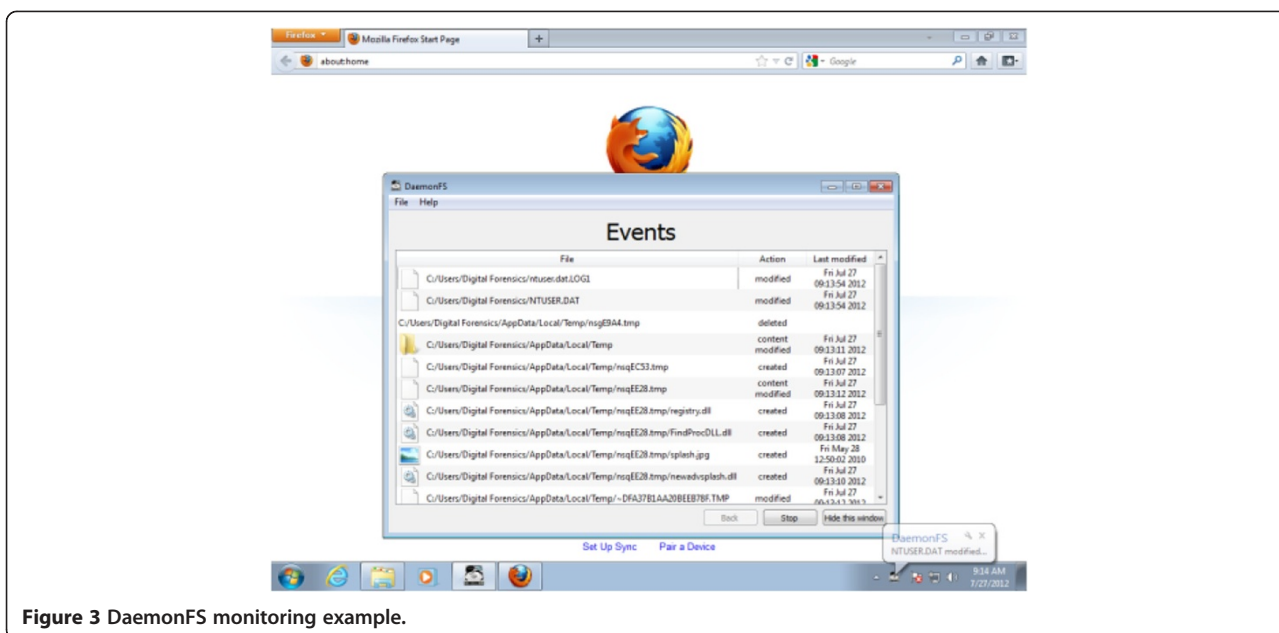 Firefox
Mozilla Firefox Start Page
+
about:home
Google
DaemonFS
File Help
Events
File Action Last modified
C:/Users/Digital Forensics/ntuser.dat.LOG1 modified Fri Jul 27 09:13:54 2012
C:/Users/Digital Forensics/NTUSER.DAT modified Fri Jul 27 09:13:54 2012
C:/Users/Digital Forensics/AppData/Local/Temp/nsgE9A4.tmp deleted
C:/Users/Digital Forensics/AppData/Local/Temp content modified Fri Jul 27 09:13:11 2012
C:/Users/Digital Forensics/AppData/Local/Temp/nsqEC53.tmp created Fri Jul 27 09:13:07 2012
C:/Users/Digital Forensics/AppData/Local/Temp/nsqEE28.tmp content modified Fri Jul 27 09:13:12 2012
C:/Users/Digital Forensics/AppData/Local/Temp/nsqEE28.tmp/registry.dll created Fri Jul 27 09:13:08 2012
C:/Users/Digital Forensics/AppData/Local/Temp/nsqEE28.tmp/FindProcDLL.dll created Fri Jul 27 09:13:08 2012
C:/Users/Digital Forensics/AppData/Local/Temp/nsqEE28.tmp/splash.jpg created Fri May 28 12:50:02 2010
C:/Users/Digital Forensics/AppData/Local/Temp/nsqEE28.tmp/newadvsplash.dll created Fri Jul 27 09:13:10 2012
C:/Users/Digital Forensics/AppData/Local/Temp/~DFA37B1AA20BEEB7BF.TMP modified Fri Jul 27
Back Stop Hide this window
Set Up Sync Pair a Device
DaemonFS
NTUSER.DAT modified...
9:14 AM
7/27/2012
Figure 3 DaemonFS monitoring example.